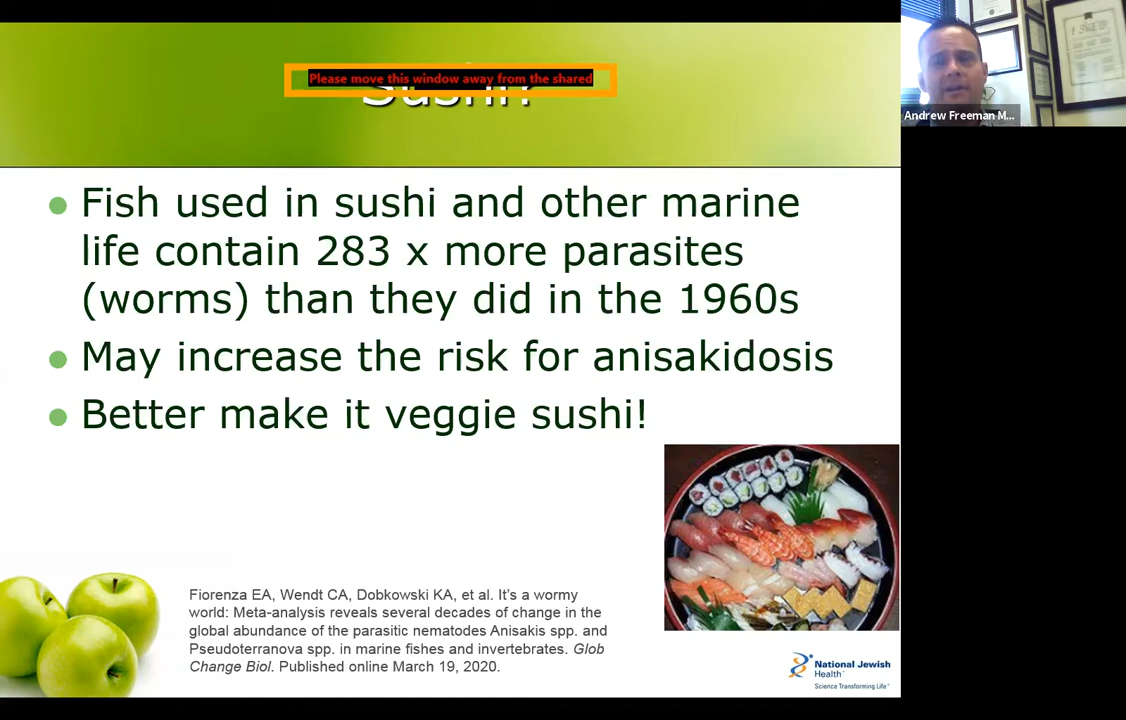 Please move this window away from the shared
Sushi?
Andrew Freeman M...
Fish used in sushi and other marine
life contain 283 x more parasites
(worms) than they did in the 1960s
May increase the risk for anisakidosis
Better make it veggie sushi!
Fiorenza EA, Wendt CA, Dobkowski KA, et al. It's a wormy
world: Meta-analysis reveals several decades of change in the
global abundance of the parasitic nematodes Anisakis spp. and
Pseudoterranova spp. in marine fishes and invertebrates. Glob
Change Biol. Published online March 19, 2020.
National Jewish
Health™
Science Transforming Life®